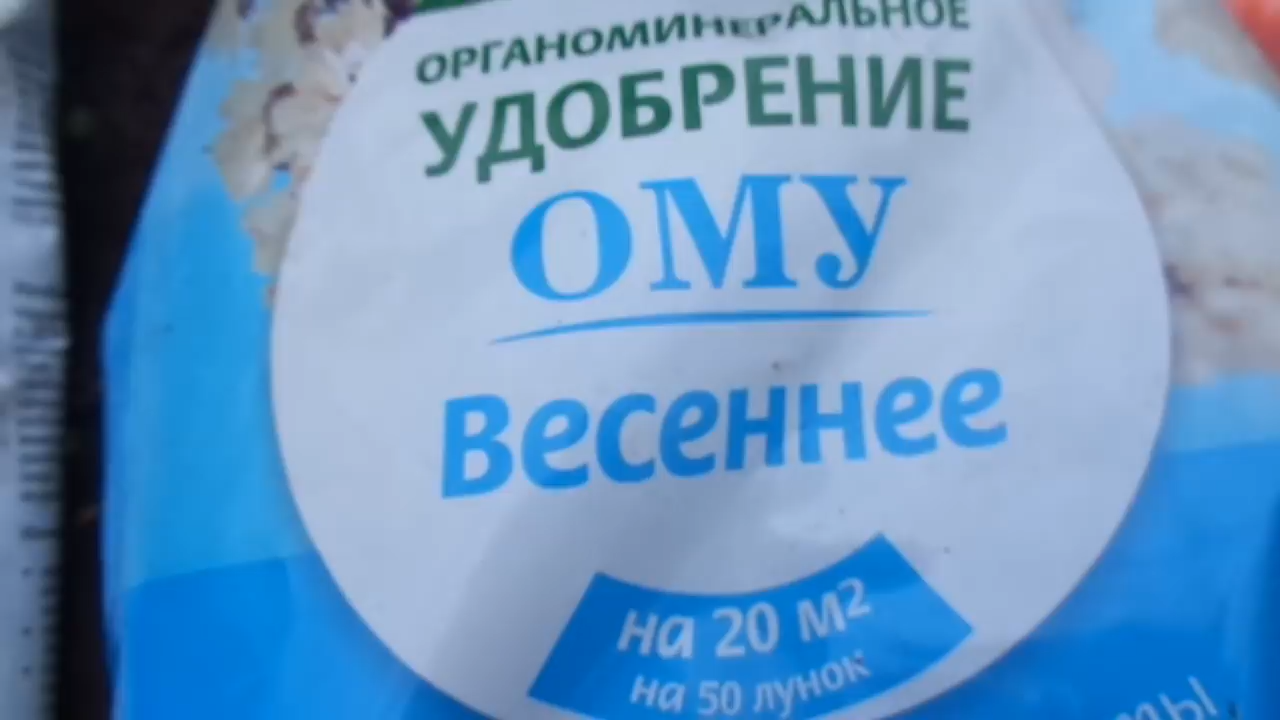 ОРГАНОМИНЕРАЛЬНОЕ
УДОБРЕНИЕ
ОМУ
Весеннее
на 20 м²
на 50 лунок